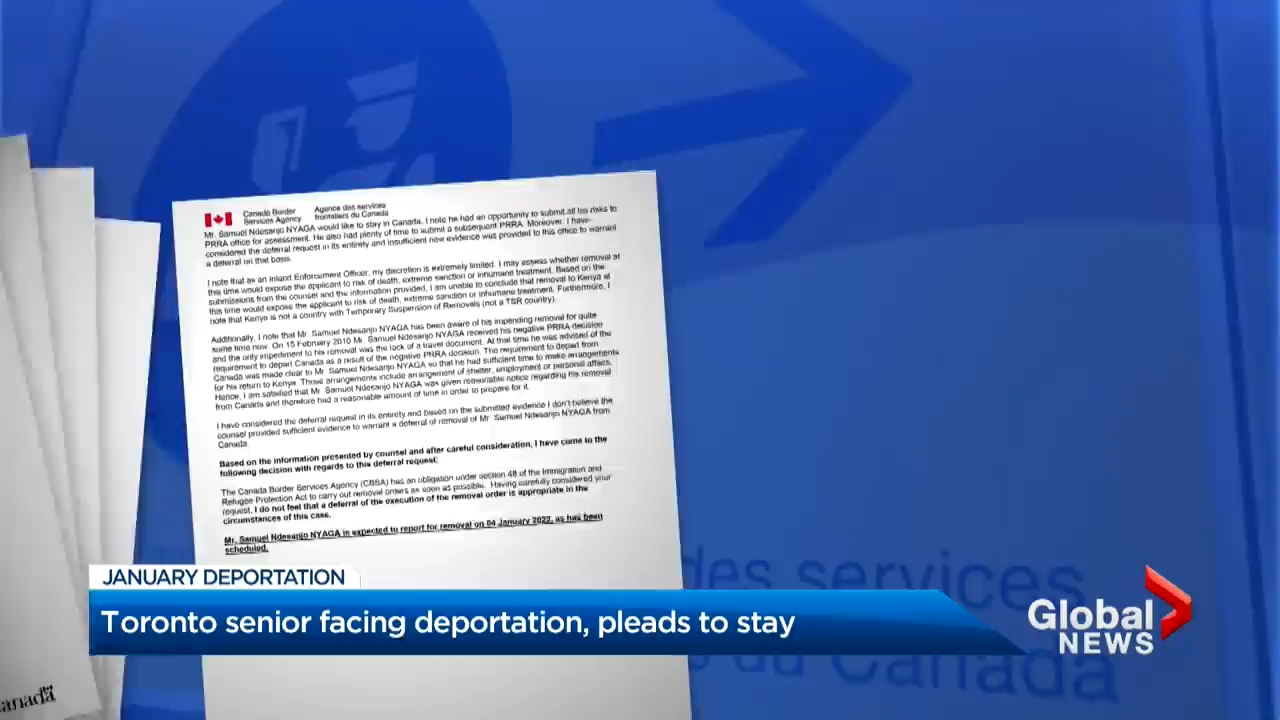 Canada Border
Services Agency
Agence des services
frontaliers du Canada
Mr. Samuel Ndesanjo NYAGA would like to stay in Canada. I note he had an opportunity to submit all his risks to
PRRA office for assessment. He also had plenty of time to submit a subsequent PRRA. Moreover, I have
considered the deferral request in its entirety and insufficient new evidence was provided to this office to warrant
a deferral on that basis.
I note that as an Inland Enforcement Officer, my discretion is extremely limited. I may assess whether removal at
this time would expose the applicant to risk of death, extreme sanction or inhumane treatment. Based on the
submissions from the counsel and the information provided, I am unable to conclude that removal to Kenya at
this time would expose the applicant to risk of death, extreme sanction or inhumane treatment. Furthermore, I
note that Kenya is not a country with Temporary Suspension of Removals (not a TSR country).
Additionally, I note that Mr. Samuel Ndesanjo NYAGA has been aware of his impending removal for quite
some time now. On 15 February 2010 Mr. Samuel Ndesanjo NYAGA received his negative PRRA decision
and the only impediment to his removal was the lack of a travel document. At that time he was advised of the
requirement to depart Canada as a result of the negative PRRA decision. The requirement to depart from
Canada was made clear to Mr. Samuel Ndesanjo NYAGA so that he had sufficient time to make arrangements
for his return to Kenya. Those arrangements include arrangement of shelter, employment or personal affairs.
Hence, I am satisfied that Mr. Samuel Ndesanjo NYAGA was given reasonable notice regarding his removal
from Canada and therefore had a reasonable amount of time in order to prepare for it.
I have considered the deferral request in its entirety and based on the submitted evidence I don't believe the
counsel provided sufficient evidence to warrant a deferral of removal of Mr. Samuel Ndesanjo NYAGA from
Canada.
Based on the information presented by counsel and after careful consideration, I have come to the
following decision with regards to this deferral request:
The Canada Border Services Agency (CBSA) has an obligation under section 48 of the Immigration and
Refugee Protection Act to carry out removal orders as soon as possible. Having carefully considered your
request, I do not feel that a deferral of the execution of the removal order is appropriate in the
circumstances of this case.
Mr. Samuel Ndesanjo NYAGA is expected to report for removal on 04 January 2022, as has been
scheduled.
JANUARY DEPORTATION
Toronto senior facing deportation, pleads to stay
des services
du Canada
Global
NEWS
anada